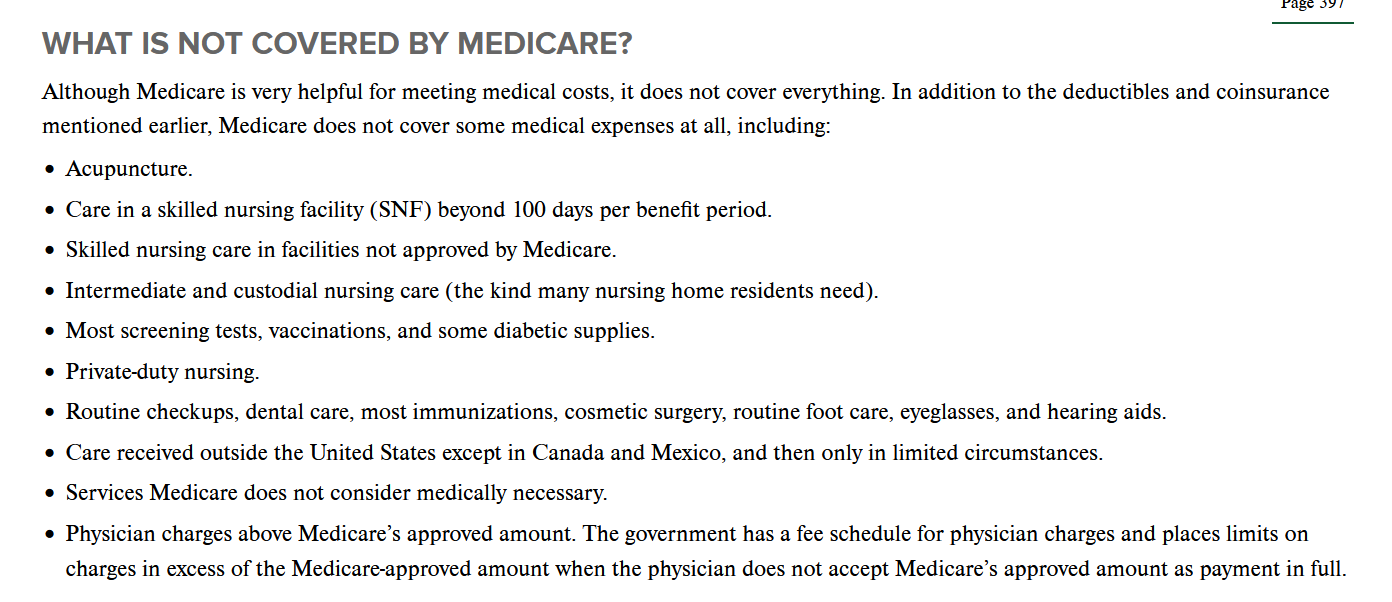 Page 397
WHAT IS NOT COVERED BY MEDICARE?
Although Medicare is very helpful for meeting medical costs, it does not cover everything. In addition to the deductibles and coinsurance
mentioned earlier, Medicare does not cover some medical expenses at all, including:
• Acupuncture.
• Care in a skilled nursing facility (SNF) beyond 100 days per benefit period.
• Skilled nursing care in facilities not approved by Medicare.
• Intermediate and custodial nursing care (the kind many nursing home residents need).
• Most screening tests, vaccinations, and some diabetic supplies.
• Private-duty nursing.
• Routine checkups, dental care, most immunizations, cosmetic surgery, routine foot care, eyeglasses, and hearing aids.
• Care received outside the United States except in Canada and Mexico, and then only in limited circumstances.
• Services Medicare does not consider medically necessary.
• Physician charges above Medicare’s approved amount. The government has a fee schedule for physician charges and places limits on
charges in excess of the Medicare-approved amount when the physician does not accept Medicare’s approved amount as payment in full.